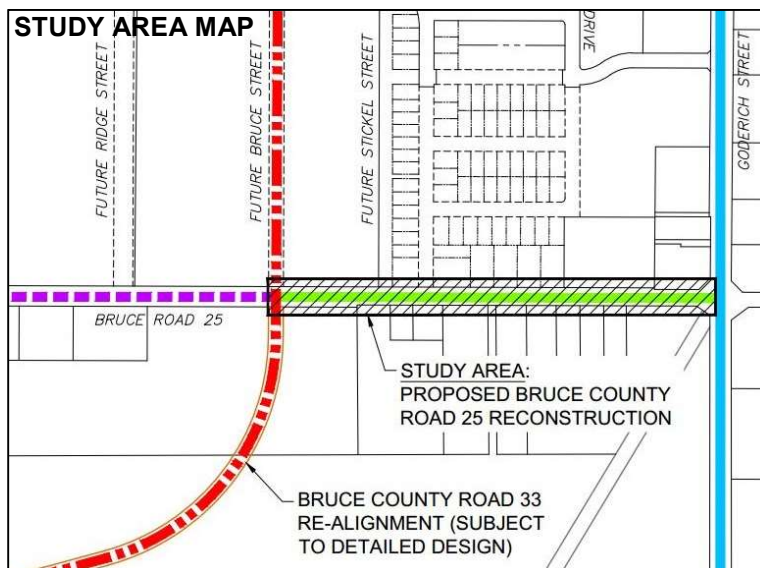 STUDY AREA MAP
FUTURE RIDGE STREET
FUTURE BRUCE STREET
FUTURE STICKEL STREET
DRIVE
GODERICH STREET
BRUCE ROAD 25
STUDY AREA:
PROPOSED BRUCE COUNTY
ROAD 25 RECONSTRUCTION
BRUCE COUNTY ROAD 33
RE-ALIGNMENT (SUBJECT
TO DETAILED DESIGN)